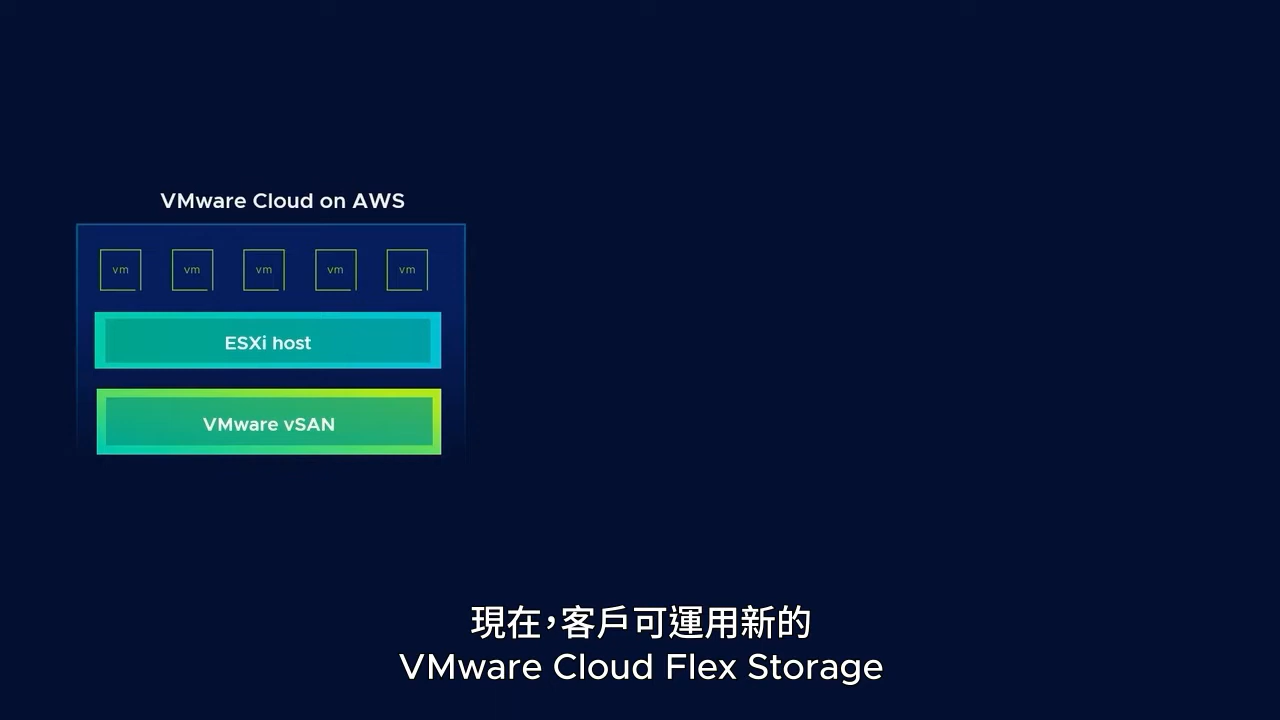 VMware Cloud on AWS
vm vm vm vm vm
ESXi host
VMware vSAN
現在，客戶可運用新的
VMware Cloud Flex Storage